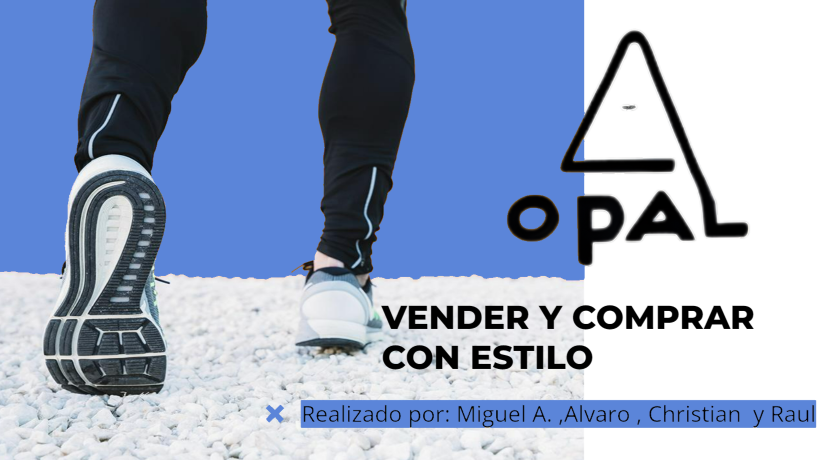 OPAL
VENDER Y COMPRAR
CON ESTILO
Realizado por: Miguel A. ,Alvaro , Christian  y Raul